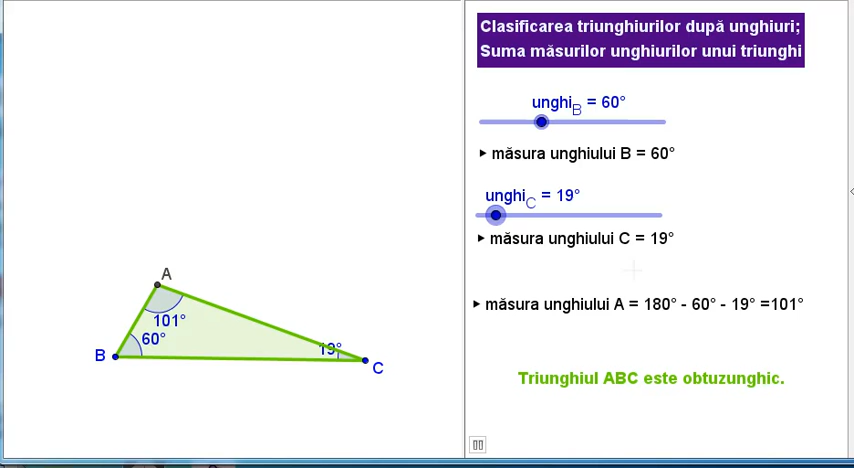 Clasificarea triunghiurilor după unghiuri;
Suma măsurilor unghiurilor unui triunghi
unghiB = 60°
măsura unghiului B = 60°
unghiC = 19°
măsura unghiului C = 19°
măsura unghiului A = 180° - 60° - 19° =101°
Triunghiul ABC este obtuzunghic.
A
101°
60°
19°
B
C